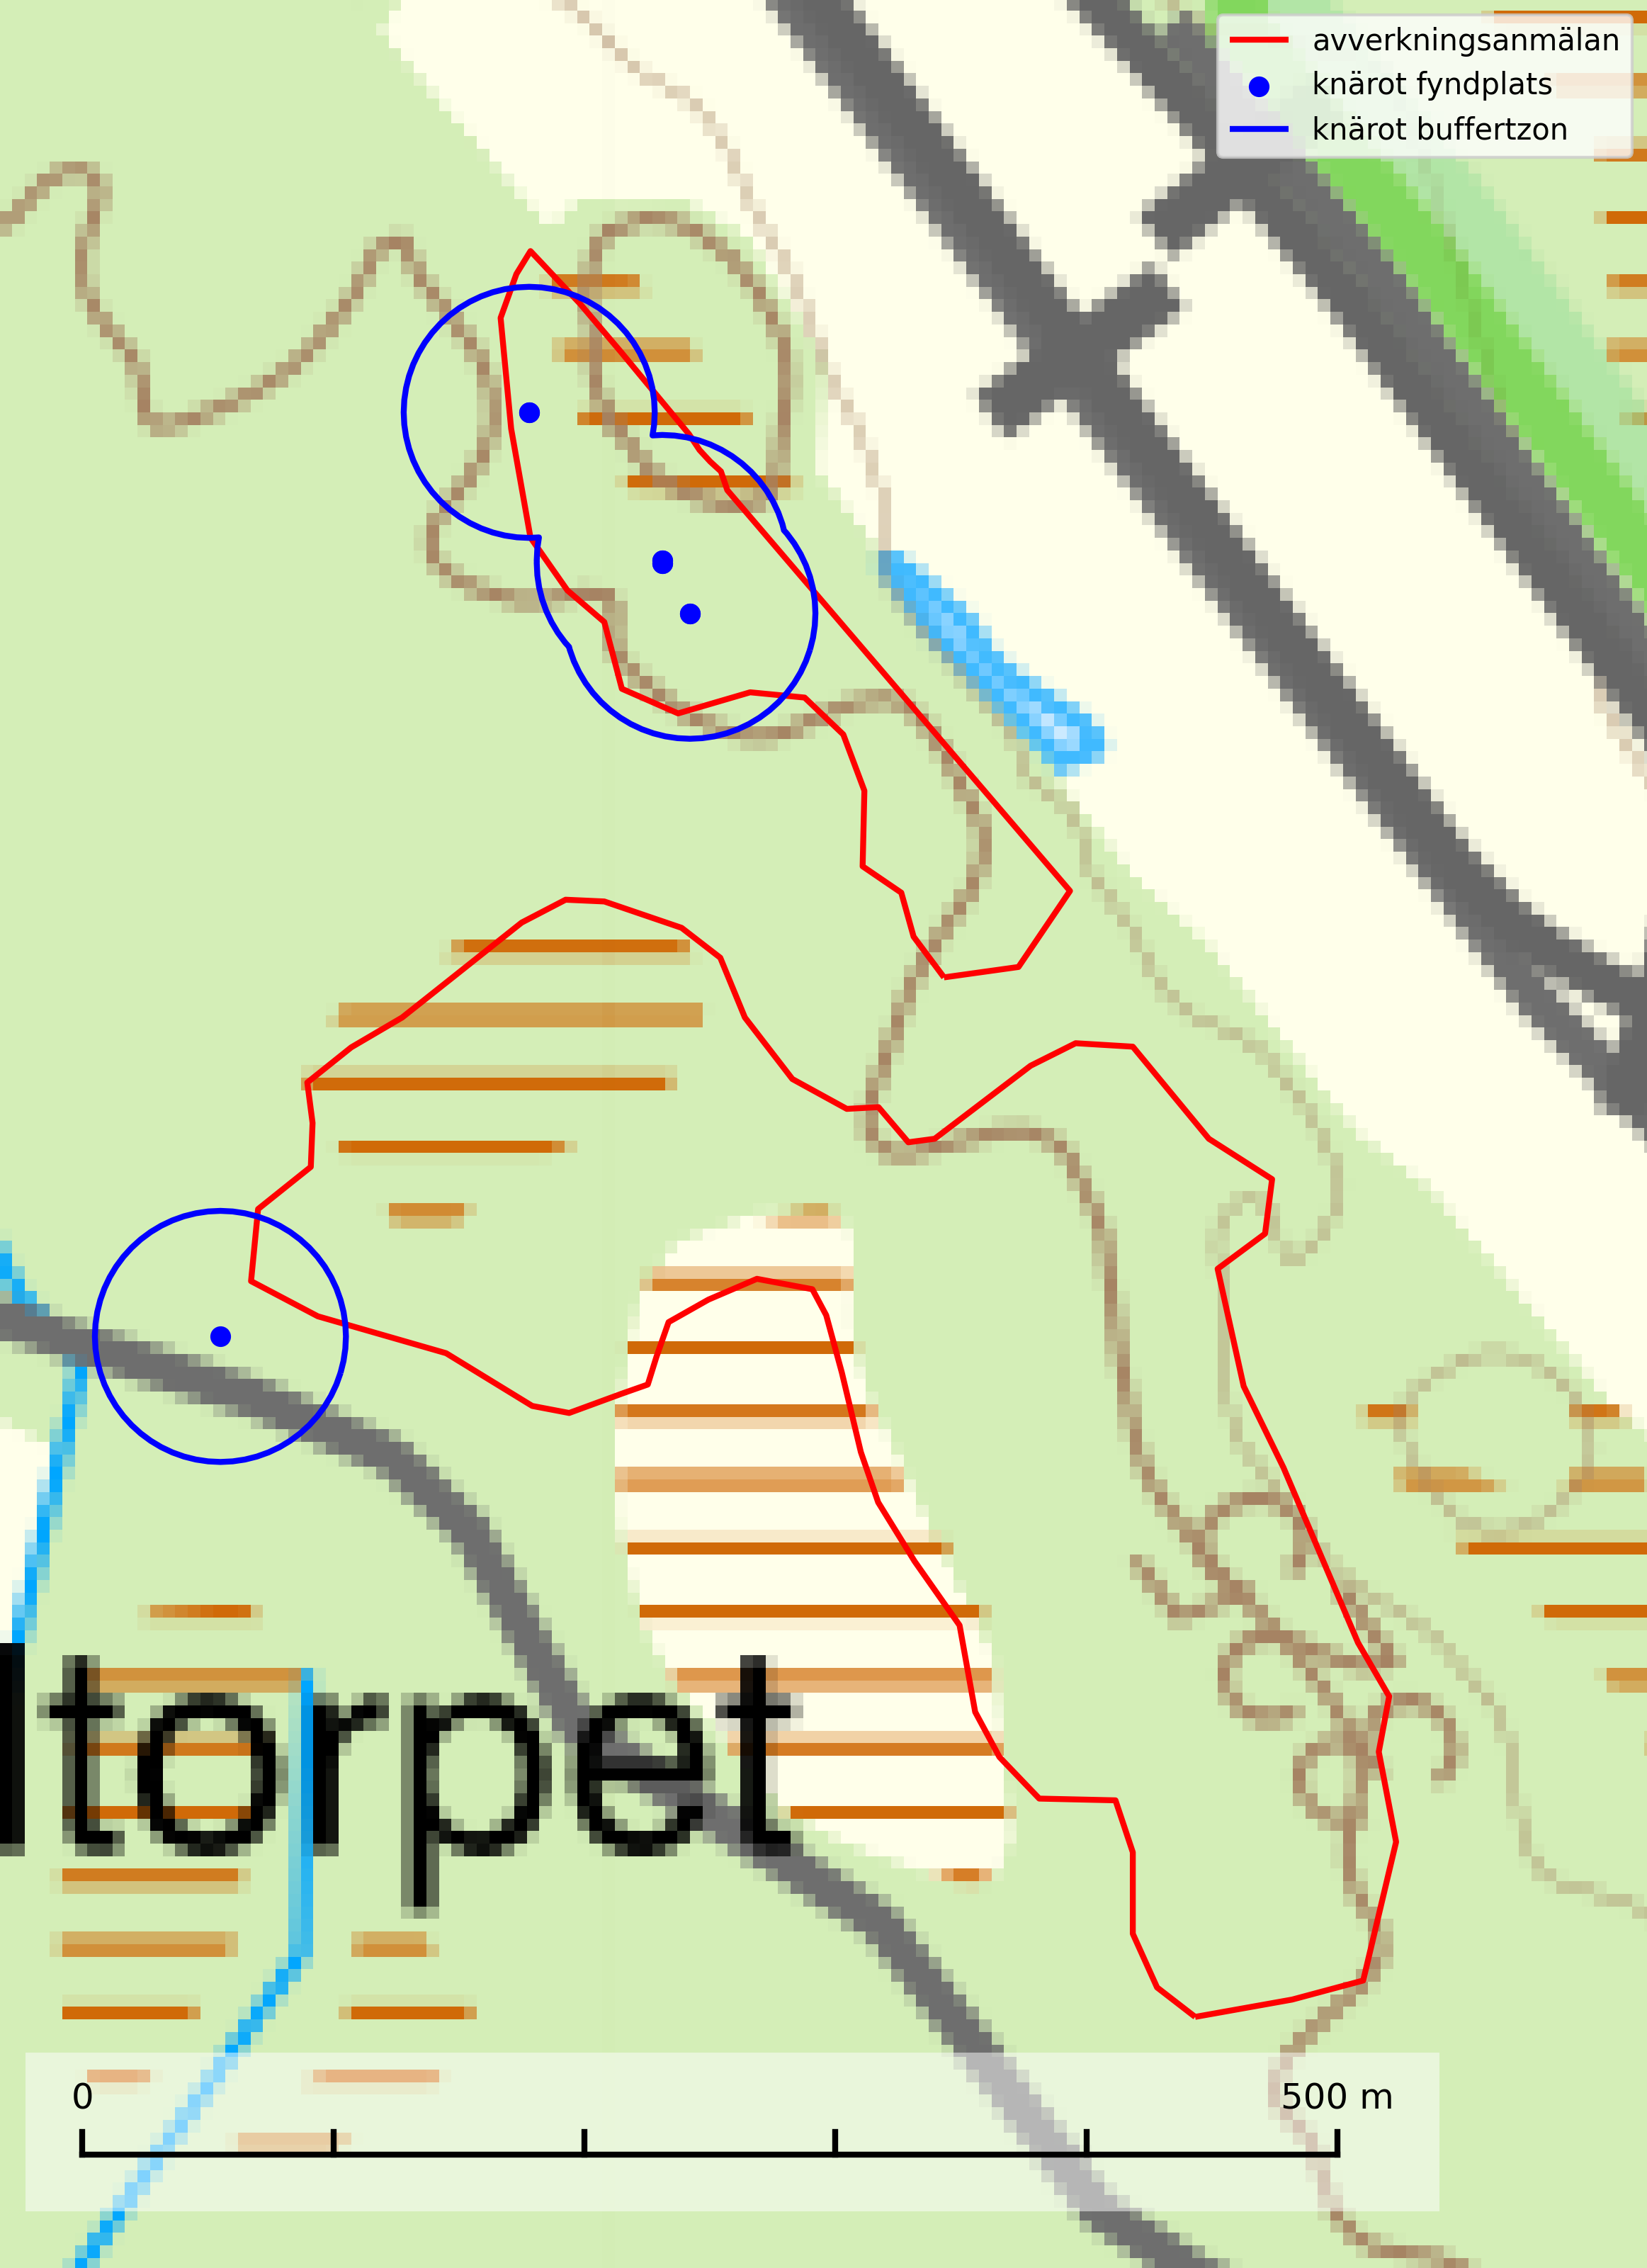 avverkningsanmälan
knärot fyndplats
knärot buffertzon
ltorpet
0 500 m